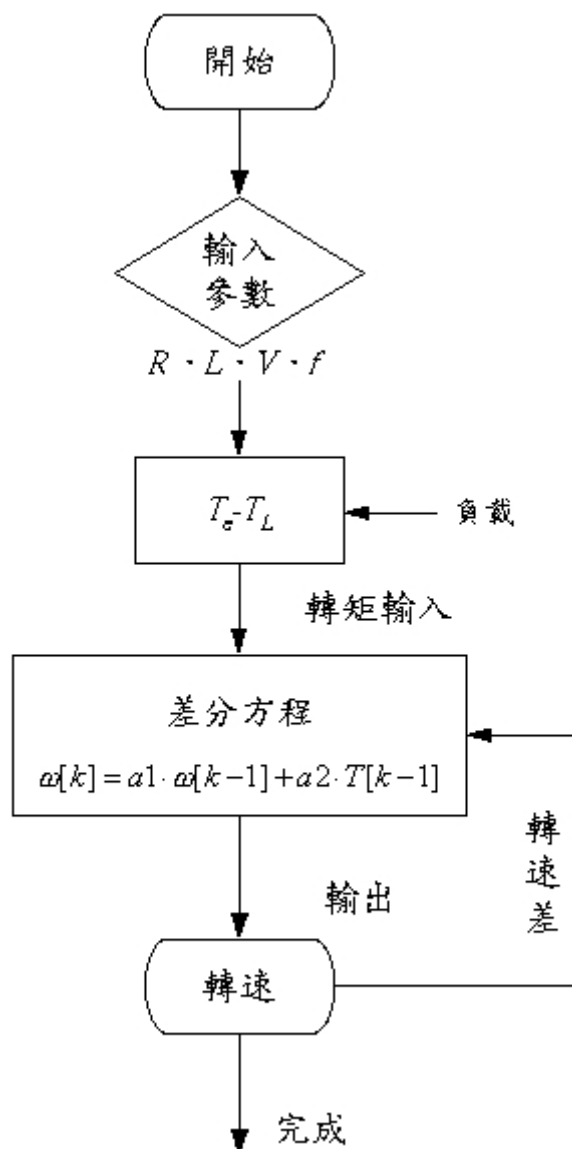 開始
輸入
參數
R、L、V、f
Te-TL
負載
轉矩輸入
差分方程
ω[k]=a1·ω[k-1]+a2·T[k-1]
轉速差
輸出
轉速
完成